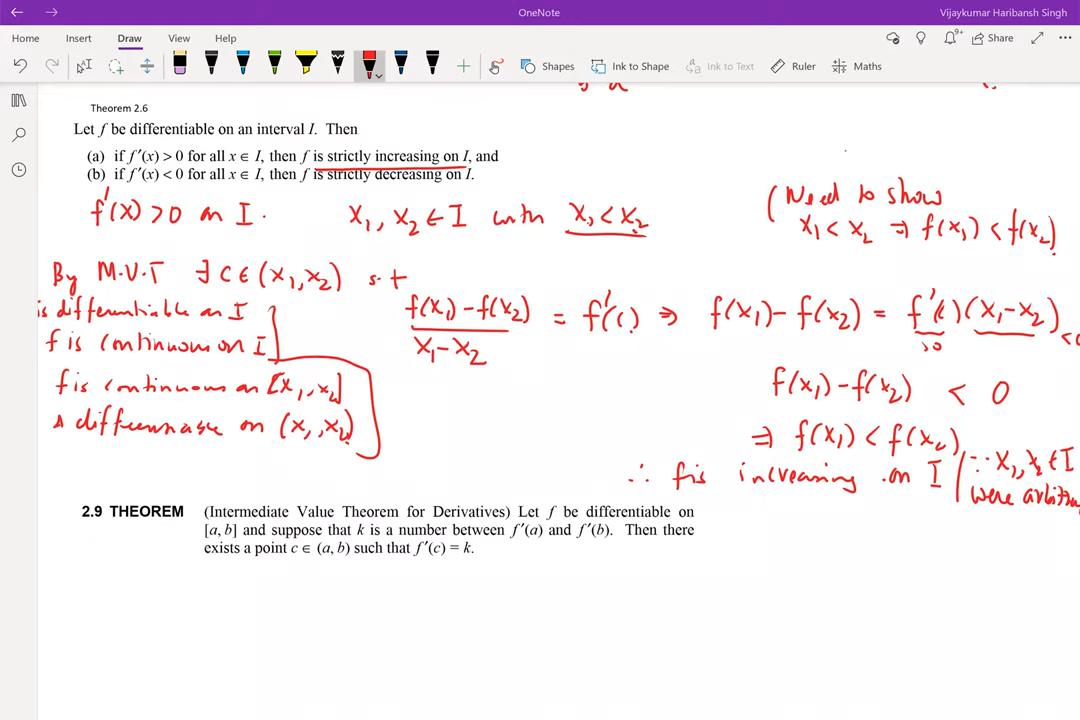 OneNote
Vijaykumar Haribansh Singh
Home Insert Draw View Help
9+ Share
Shapes Ink to Shape Ink to Text Ruler Maths
Theorem 2.6
Let f be differentiable on an interval I. Then
(a) if f′(x) > 0 for all x ∈ I, then f is strictly increasing on I, and
(b) if f′(x) < 0 for all x ∈ I, then f is strictly decreasing on I.
f'(x) > 0 on I. x₁, x₂ ∈ I with x₁ < x₂
(Need to show
x₁ < x₂ ⇒ f(x₁) < f(x₂)
By M.V.T ∃ c ∈ (x₁, x₂) s.t
f(x₁) - f(x₂) / x₁ - x₂ = f'(c) ⇒ f(x₁) - f(x₂) = f'(c)(x₁ - x₂)
>0 <0
is differentiable on I
f is continuous on I
f is continuous on [x₁, x₂]
& on (x₁, x₂)
f(x₁) - f(x₂) < 0
⇒ f(x₁) < f(x₂)
∴ f is increasing on I
∵ x₁, x₂ ∈ I
were
2.9 THEOREM (Intermediate Value Theorem for Derivatives) Let f be differentiable on
[a, b] and suppose that k is a number between f′(a) and f′(b). Then there
exists a point c ∈ (a, b) such that f′(c) = k.